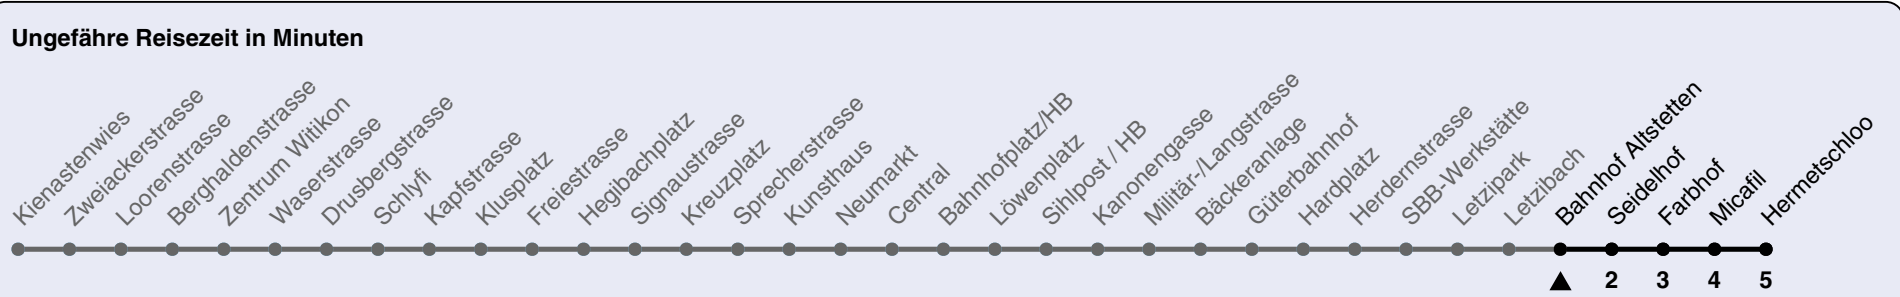 Ungefähre Reisezeit in Minuten
Kienastenwies
Zweiackerstrasse
Loorenstrasse
Berghaldenstrasse
Zentrum Witikon
Waserstrasse
Drusbergstrasse
Schlyfi
Kapfstrasse
Klusplatz
Freiestrasse
Hegibachplatz
Signaustrasse
Kreuzplatz
Sprecherstrasse
Kunsthaus
Neumarkt
Central
Bahnhofplatz/HB
Löwenplatz
Sihlpost / HB
Kanonengasse
Militär-/Langstrasse
Bäckeranlage
Güterbahnhof
Hardplatz
Herdernstrasse
SBB-Werkstätte
Letzipark
Letzibach
Bahnhof Altstetten
Seidelhof
Farbhof
Micafil
Hermetschloo
2 3 4 5